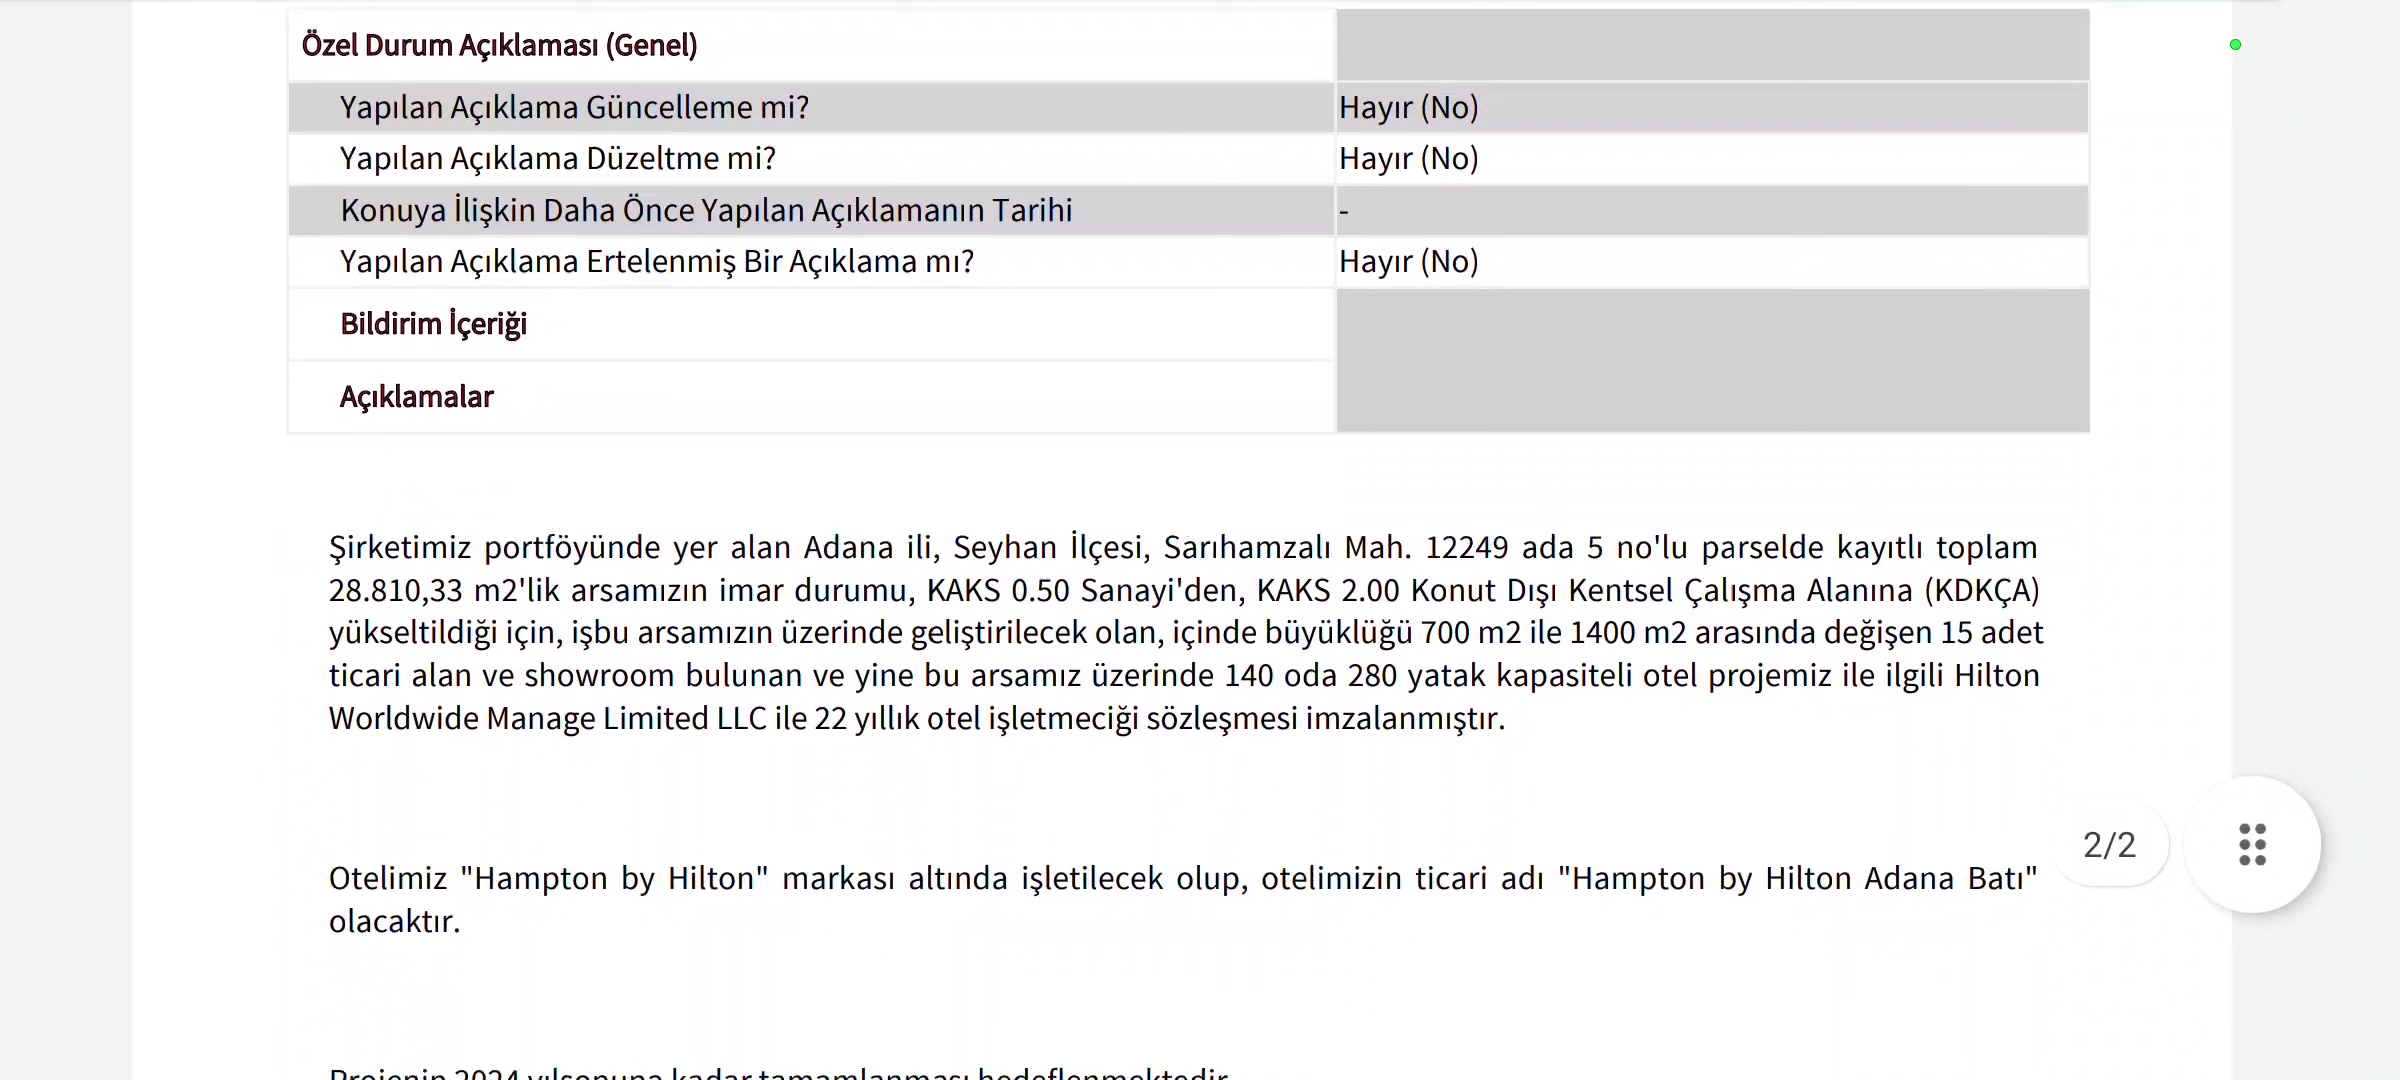 Özel Durum Açıklaması (Genel)
Yapılan Açıklama Güncelleme mi? Hayır (No)
Yapılan Açıklama Düzeltme mi? Hayır (No)
Konuya İlişkin Daha Önce Yapılan Açıklamanın Tarihi -
Yapılan Açıklama Ertelenmiş Bir Açıklama mı? Hayır (No)
Bildirim İçeriği
Açıklamalar
Şirketimiz portföyünde yer alan Adana ili, Seyhan İlçesi, Sarıhamzalı Mah. 12249 ada 5 no'lu parselde kayıtlı toplam
28.810,33 m2'lik arsamızın imar durumu, KAKS 0.50 Sanayi'den, KAKS 2.00 Konut Dışı Kentsel Çalışma Alanına (KDKÇA)
yükseltildiği için, işbu arsamızın üzerinde geliştirilecek olan, içinde büyüklüğü 700 m2 ile 1400 m2 arasında değişen 15 adet
ticari alan ve showroom bulunan ve yine bu arsamız üzerinde 140 oda 280 yatak kapasiteli otel projemiz ile ilgili Hilton
Worldwide Manage Limited LLC ile 22 yıllık otel işletmeciği sözleşmesi imzalanmıştır.
Otelimiz "Hampton by Hilton" markası altında işletilecek olup, otelimizin ticari adı "Hampton by Hilton Adana Batı"
olacaktır.
2/2
Projenin 2024 yılsonuna kadar tamamlanması hedeflenmektedir.